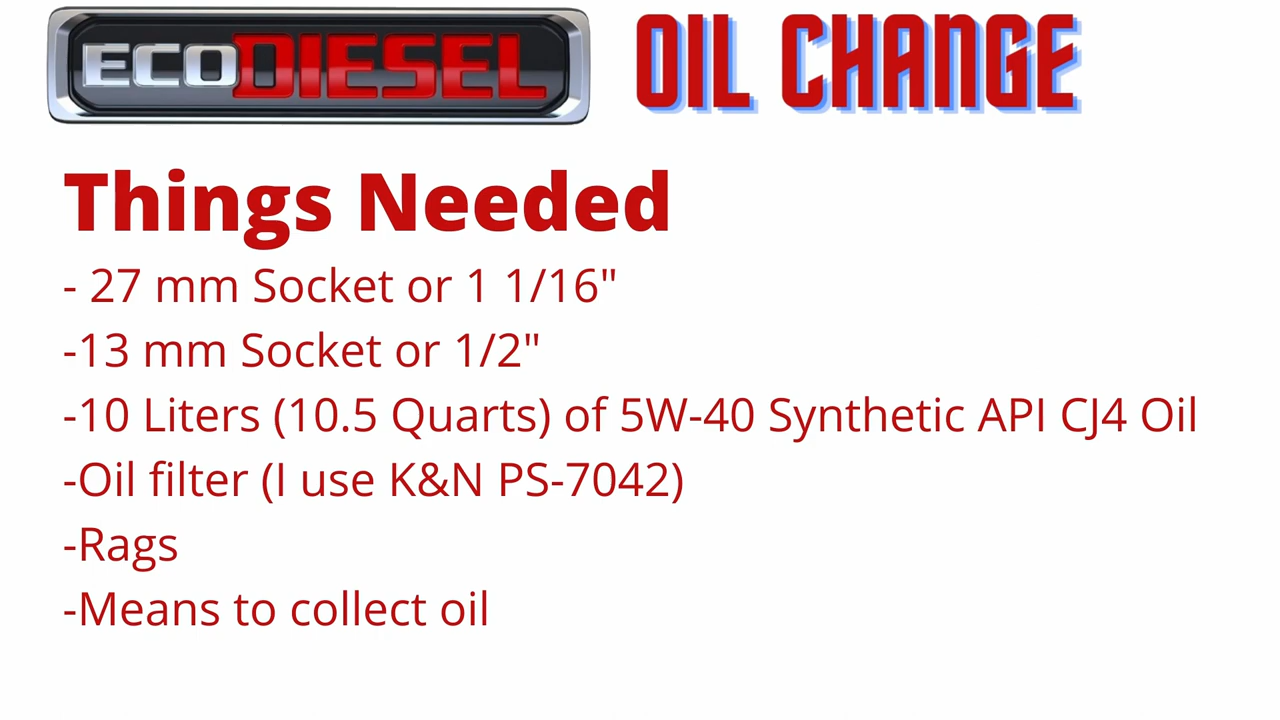 ECODIESEL OIL CHANGE
Things Needed
- 27 mm Socket or 1 1/16"
-13 mm Socket or 1/2"
-10 Liters (10.5 Quarts) of 5W-40 Synthetic API CJ4 Oil
-Oil filter (I use K&N PS-7042)
-Rags
-Means to collect oil